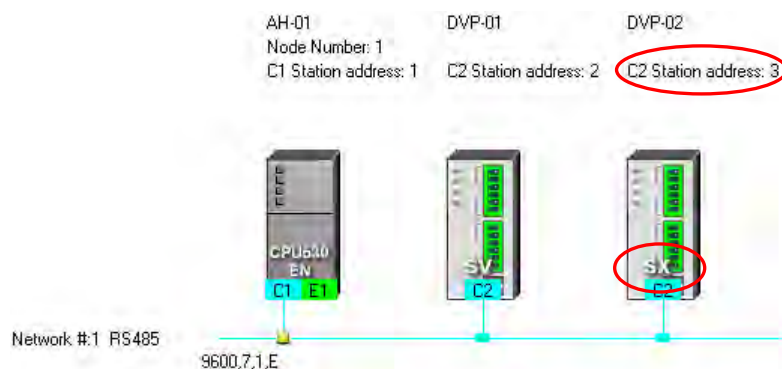 AH-01
Node Number: 1
C1 Station address: 1
DVP-01
C2 Station address: 2
DVP-02
C2 Station address: 3
CPU530
EN
C1 E1
SV
C2
SX
C2
Network #:1 RS485
9600,7,1,E